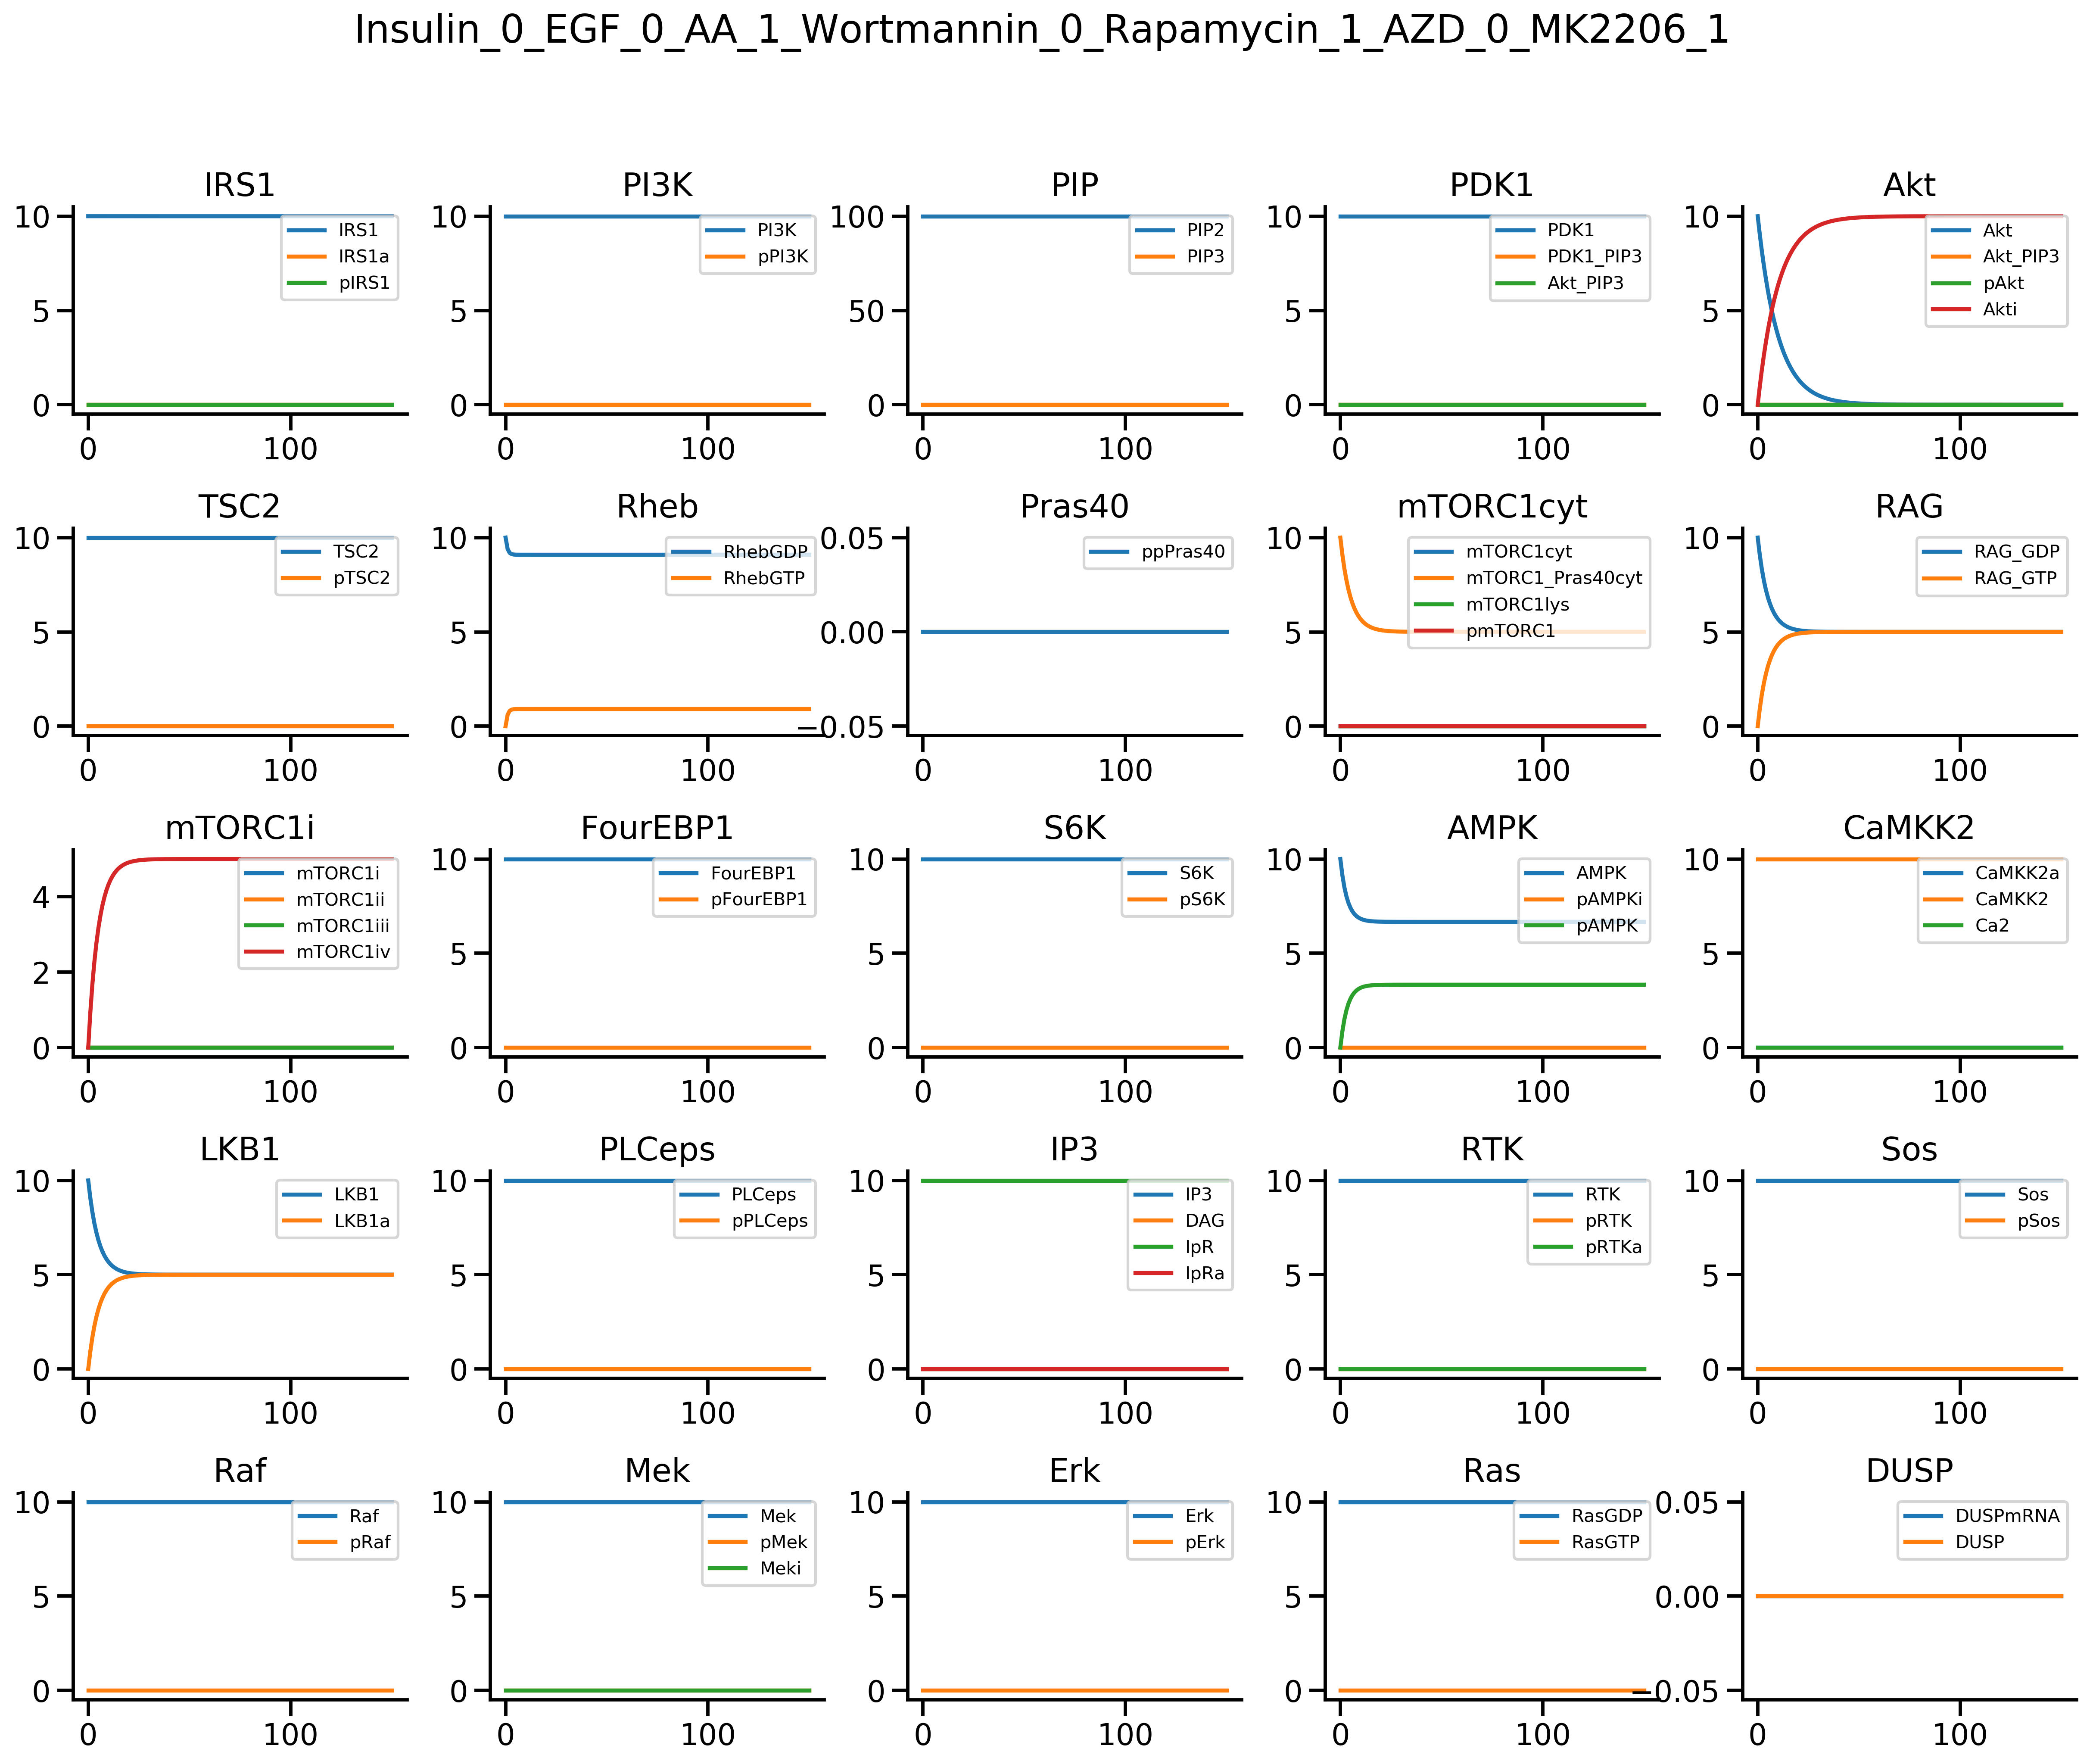 Insulin_0_EGF_0_AA_1_Wortmannin_0_Rapamycin_1_AZD_0_MK2206_1
IRS1
10
5
0
0
100
IRS1
IRS1a
pIRS1
PI3K
10
5
0
0
100
PI3K
pPI3K
PIP
100
50
0
0
100
PIP2
PIP3
PDK1
10
5
0
0
100
PDK1
PDK1_PIP3
Akt_PIP3
Akt
10
5
0
0
100
Akt
Akt_PIP3
pAkt
Akti
TSC2
10
5
0
0
100
TSC2
pTSC2
Rheb
10
5
0
0
100
RhebGDP
RhebGTP
Pras40
0.05
0.00
−0.05
0
100
ppPras40
mTORC1cyt
10
5
0
0
100
mTORC1cyt
mTORC1_Pras40cyt
mTORC1lys
pmTORC1
RAG
10
5
0
0
100
RAG_GDP
RAG_GTP
mTORC1i
4
2
0
0
100
mTORC1i
mTORC1ii
mTORC1iii
mTORC1iv
FourEBP1
10
5
0
0
100
FourEBP1
pFourEBP1
S6K
10
5
0
0
100
S6K
pS6K
AMPK
10
5
0
0
100
AMPK
pAMPKi
pAMPK
CaMKK2
10
5
0
0
100
CaMKK2a
CaMKK2
Ca2
LKB1
10
5
0
0
100
LKB1
LKB1a
PLCeps
10
5
0
0
100
PLCeps
pPLCeps
IP3
10
5
0
0
100
IP3
DAG
IpR
IpRa
RTK
10
5
0
0
100
RTK
pRTK
pRTKa
Sos
10
5
0
0
100
Sos
pSos
Raf
10
5
0
0
100
Raf
pRaf
Mek
10
5
0
0
100
Mek
pMek
Meki
Erk
10
5
0
0
100
Erk
pErk
Ras
10
5
0
0
100
RasGDP
RasGTP
DUSP
0.05
0.00
−0.05
0
100
DUSPmRNA
DUSP